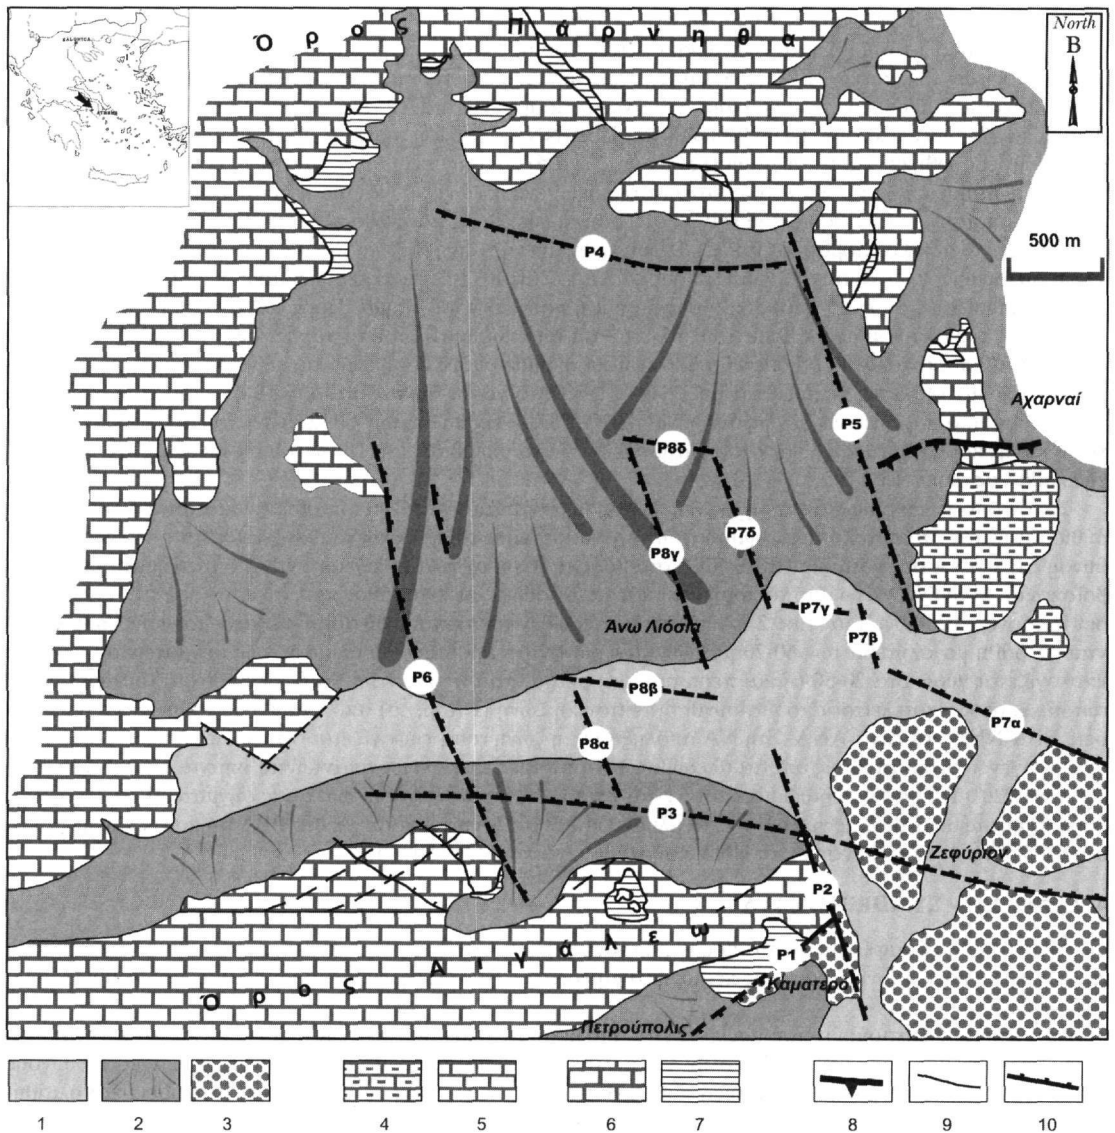 Όρος Πάρνηθα
North
Β
500 m
P4
Αχαρναί
P5
P8δ
P7δ
P8γ
P7γ
Άνω Λιόσια
P7β
P6
P8β
P7α
P8α
P3
Ζεφύριον
P2
Όρος Αιγάλεω
P1
Καματερό
Πετρούπολις
1 2 3 4 5 6 7 8 9 10